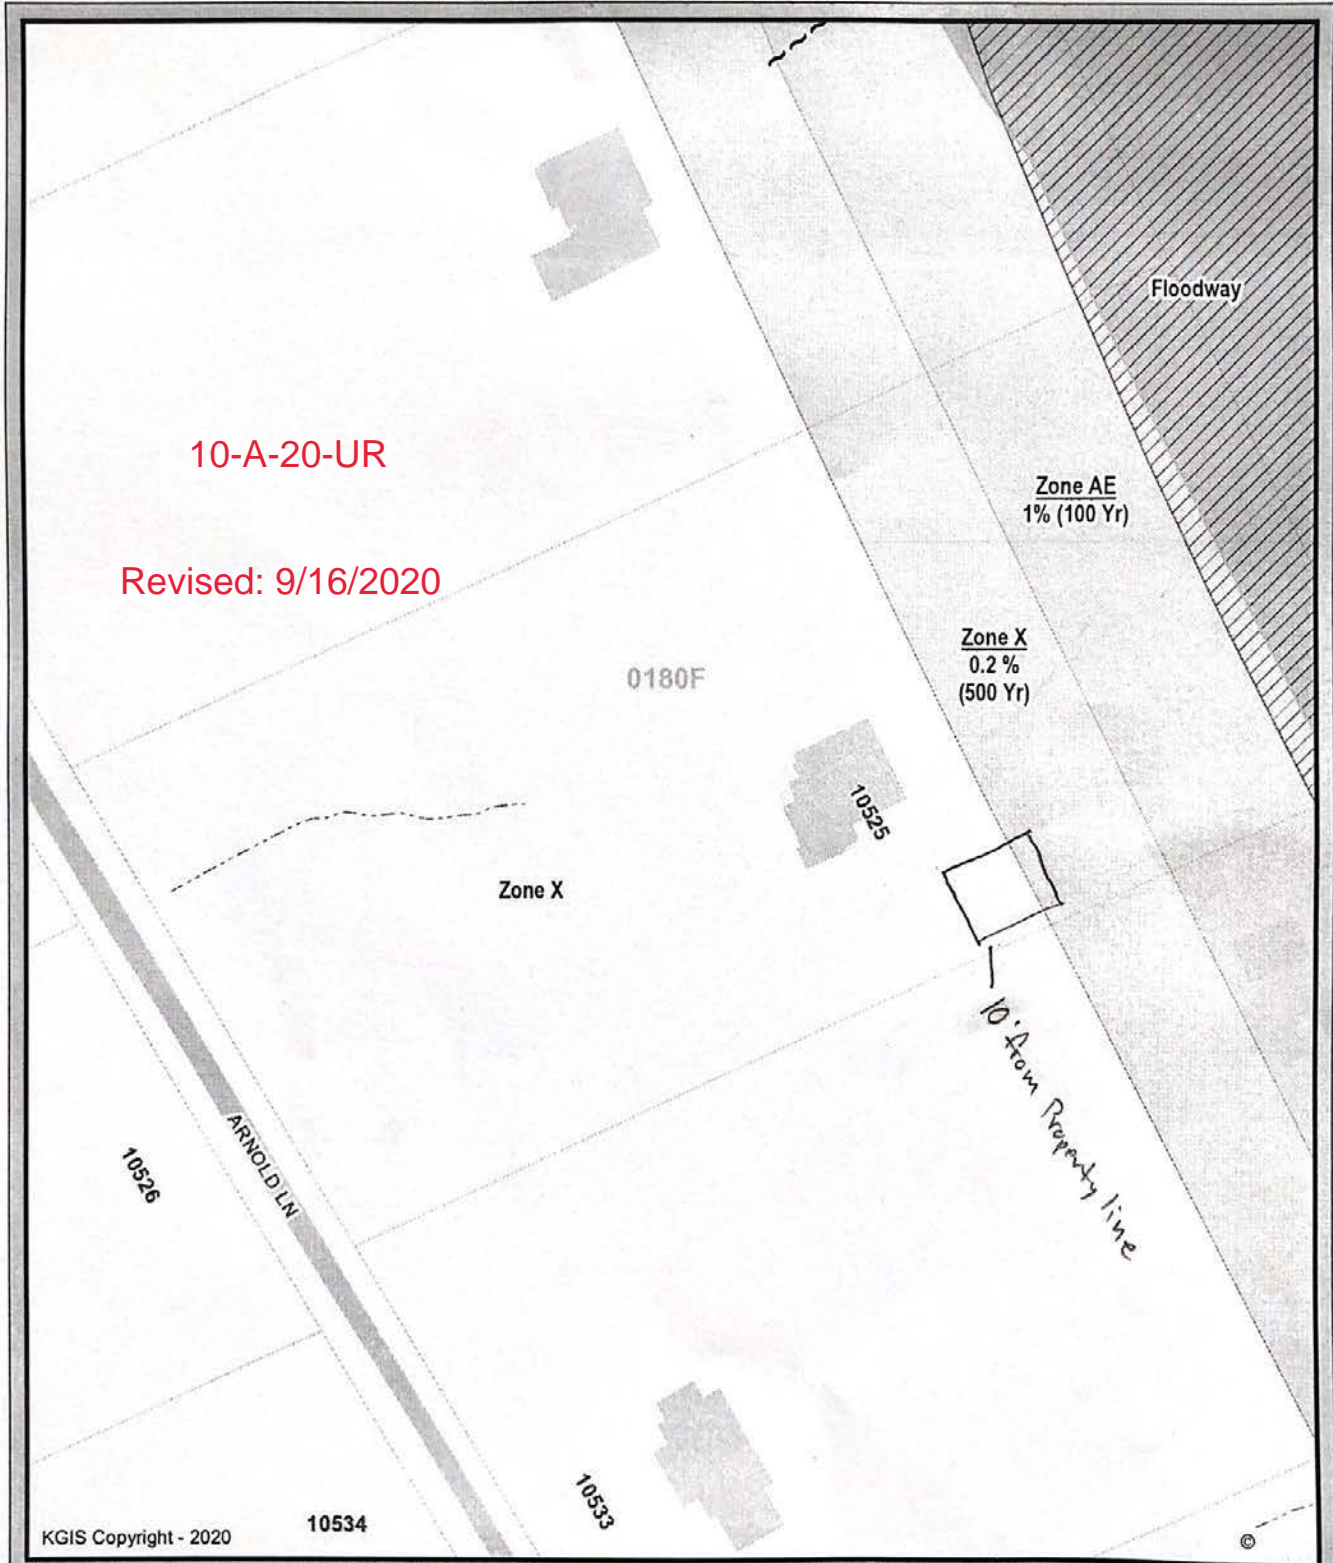 Floodway
10-A-20-UR
Zone AE
1% (100 Yr)
Revised: 9/16/2020
Zone X
0.2 %
(500 Yr)
0180F
10525
Zone X
10' from Property line
ARNOLD LN
10526
10533
10534
KGIS Copyright - 2020
©